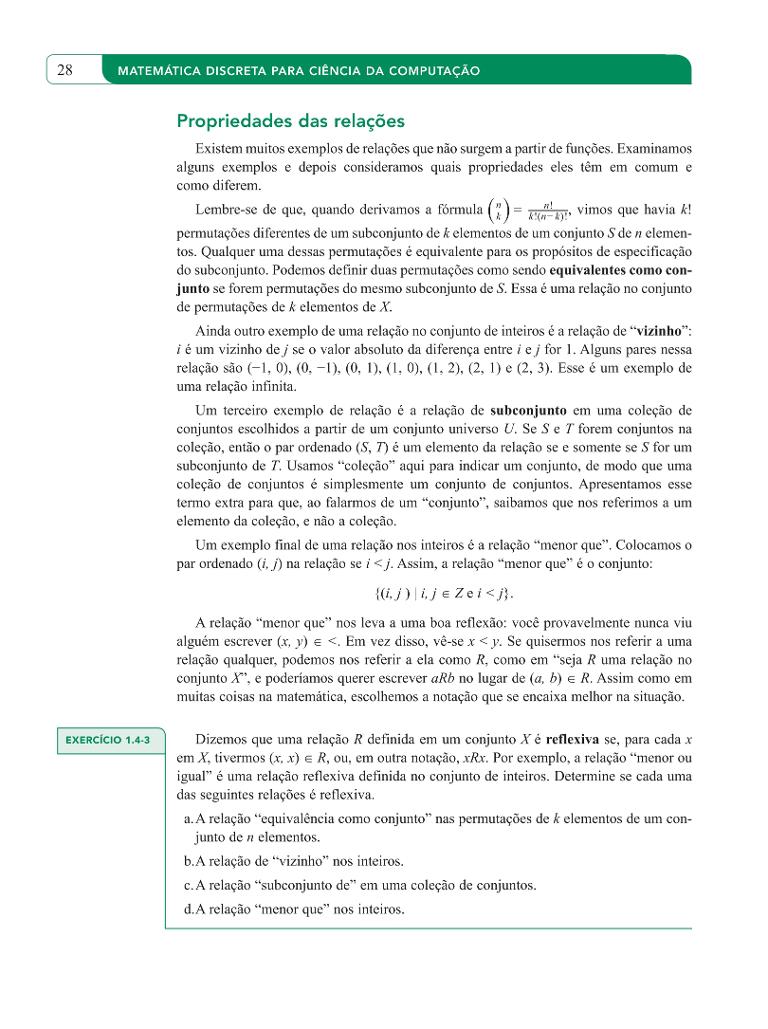 28
MATEMÁTICA DISCRETA PARA CIÊNCIA DA COMPUTAÇÃO
Propriedades das relações
Existem muitos exemplos de relações que não surgem a partir de funções. Examinamos
alguns exemplos e depois consideramos quais propriedades eles têm em comum e
como diferem.
Lembre-se de que, quando derivamos a fórmula (n k) = n!/k!(n−k)!, vimos que havia k!
permutações diferentes de um subconjunto de k elementos de um conjunto S de n elemen-
tos. Qualquer uma dessas permutações é equivalente para os propósitos de especificação
do subconjunto. Podemos definir duas permutações como sendo equivalentes como con-
junto se forem permutações do mesmo subconjunto de S. Essa é uma relação no conjunto
de permutações de k elementos de X.
Ainda outro exemplo de uma relação no conjunto de inteiros é a relação de “vizinho”:
i é um vizinho de j se o valor absoluto da diferença entre i e j for 1. Alguns pares nessa
relação são (−1, 0), (0, −1), (0, 1), (1, 0), (1, 2), (2, 1) e (2, 3). Esse é um exemplo de
uma relação infinita.
Um terceiro exemplo de relação é a relação de subconjunto em uma coleção de
conjuntos escolhidos a partir de um conjunto universo U. Se S e T forem conjuntos na
coleção, então o par ordenado (S, T) é um elemento da relação se e somente se S for um
subconjunto de T. Usamos “coleção” aqui para indicar um conjunto, de modo que uma
coleção de conjuntos é simplesmente um conjunto de conjuntos. Apresentamos esse
termo extra para que, ao falarmos de um “conjunto”, saibamos que nos referimos a um
elemento da coleção, e não a coleção.
Um exemplo final de uma relação nos inteiros é a relação “menor que”. Colocamos o
par ordenado (i, j) na relação se i < j. Assim, a relação “menor que” é o conjunto:
{(i, j ) | i, j ∈ Z e i < j}.
A relação “menor que” nos leva a uma boa reflexão: você provavelmente nunca viu
alguém escrever (x, y) ∈ <. Em vez disso, vê-se x < y. Se quisermos nos referir a uma
relação qualquer, podemos nos referir a ela como R, como em “seja R uma relação no
conjunto X”, e poderíamos querer escrever aRb no lugar de (a, b) ∈ R. Assim como em
muitas coisas na matemática, escolhemos a notação que se encaixa melhor na situação.
EXERCÍCIO 1.4-3
Dizemos que uma relação R definida em um conjunto X é reflexiva se, para cada x
em X, tivermos (x, x) ∈ R, ou, em outra notação, xRx. Por exemplo, a relação “menor ou
igual” é uma relação reflexiva definida no conjunto de inteiros. Determine se cada uma
das seguintes relações é reflexiva.
a. A relação “equivalência como conjunto” nas permutações de k elementos de um con-
junto de n elementos.
b. A relação de “vizinho” nos inteiros.
c. A relação “subconjunto de” em uma coleção de conjuntos.
d. A relação “menor que” nos inteiros.